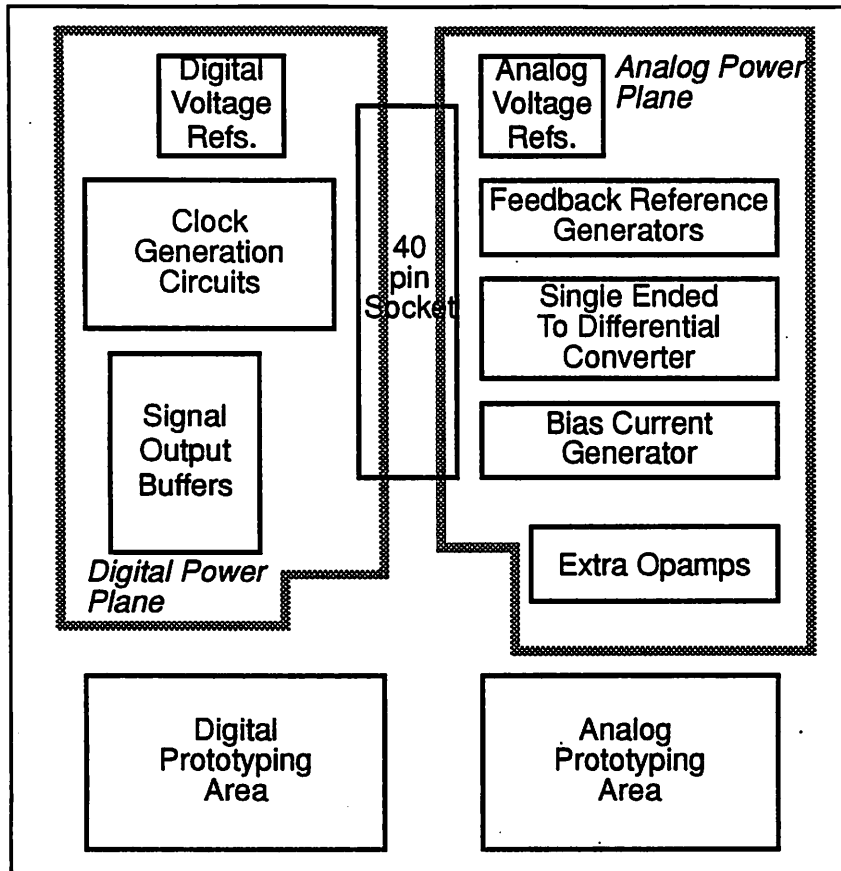 Digital
Voltage
Refs.
Analog
Voltage
Refs.
Analog Power
Plane
Clock
Generation
Circuits
40
pin
Socket
Feedback Reference
Generators
Single Ended
To Differential
Converter
Signal
Output
Buffers
Bias Current
Generator
Digital Power
Plane
Extra Opamps
Digital
Prototyping
Area
Analog
Prototyping
Area